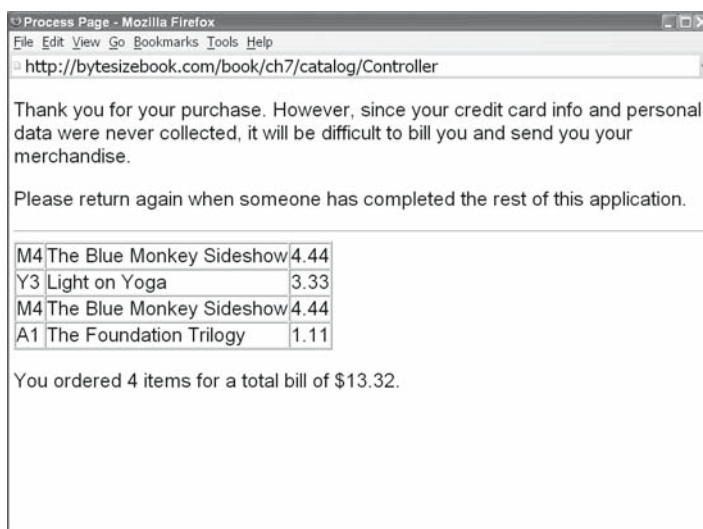 Process Page - Mozilla Firefox
File Edit View Go Bookmarks Tools Help
http://bytesizebook.com/book/ch7/catalog/Controller
Thank you for your purchase. However, since your credit card info and personal
data were never collected, it will be difficult to bill you and send you your
merchandise.
Please return again when someone has completed the rest of this application.
M4 The Blue Monkey Sideshow 4.44
Y3 Light on Yoga 3.33
M4 The Blue Monkey Sideshow 4.44
A1 The Foundation Trilogy 1.11
You ordered 4 items for a total bill of $13.32.